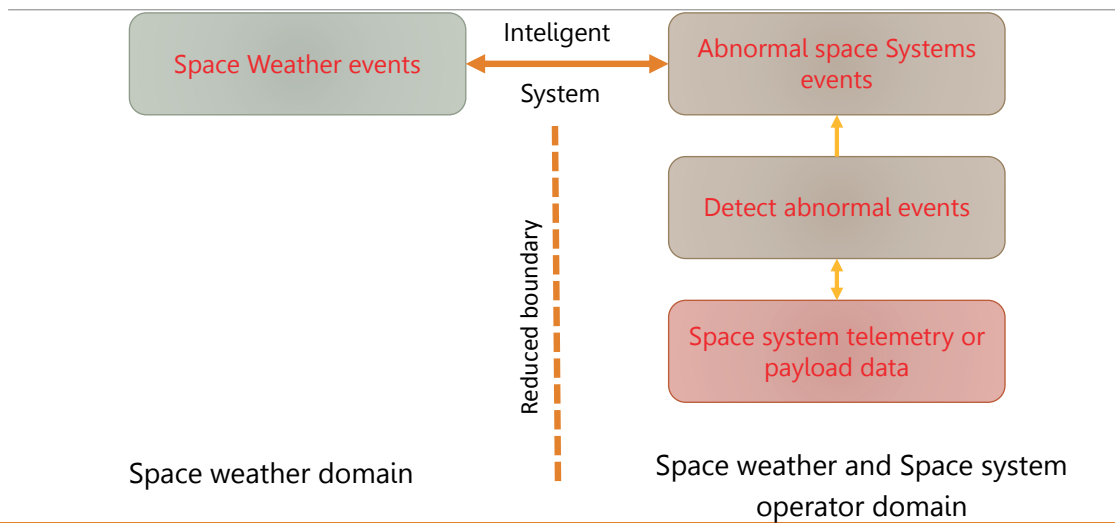 Space Weather events
Inteligent
System
Abnormal space Systems
events
Detect abnormal events
Space system telemetry or
payload data
Reduced boundary
Space weather domain
Space weather and Space system
operator domain